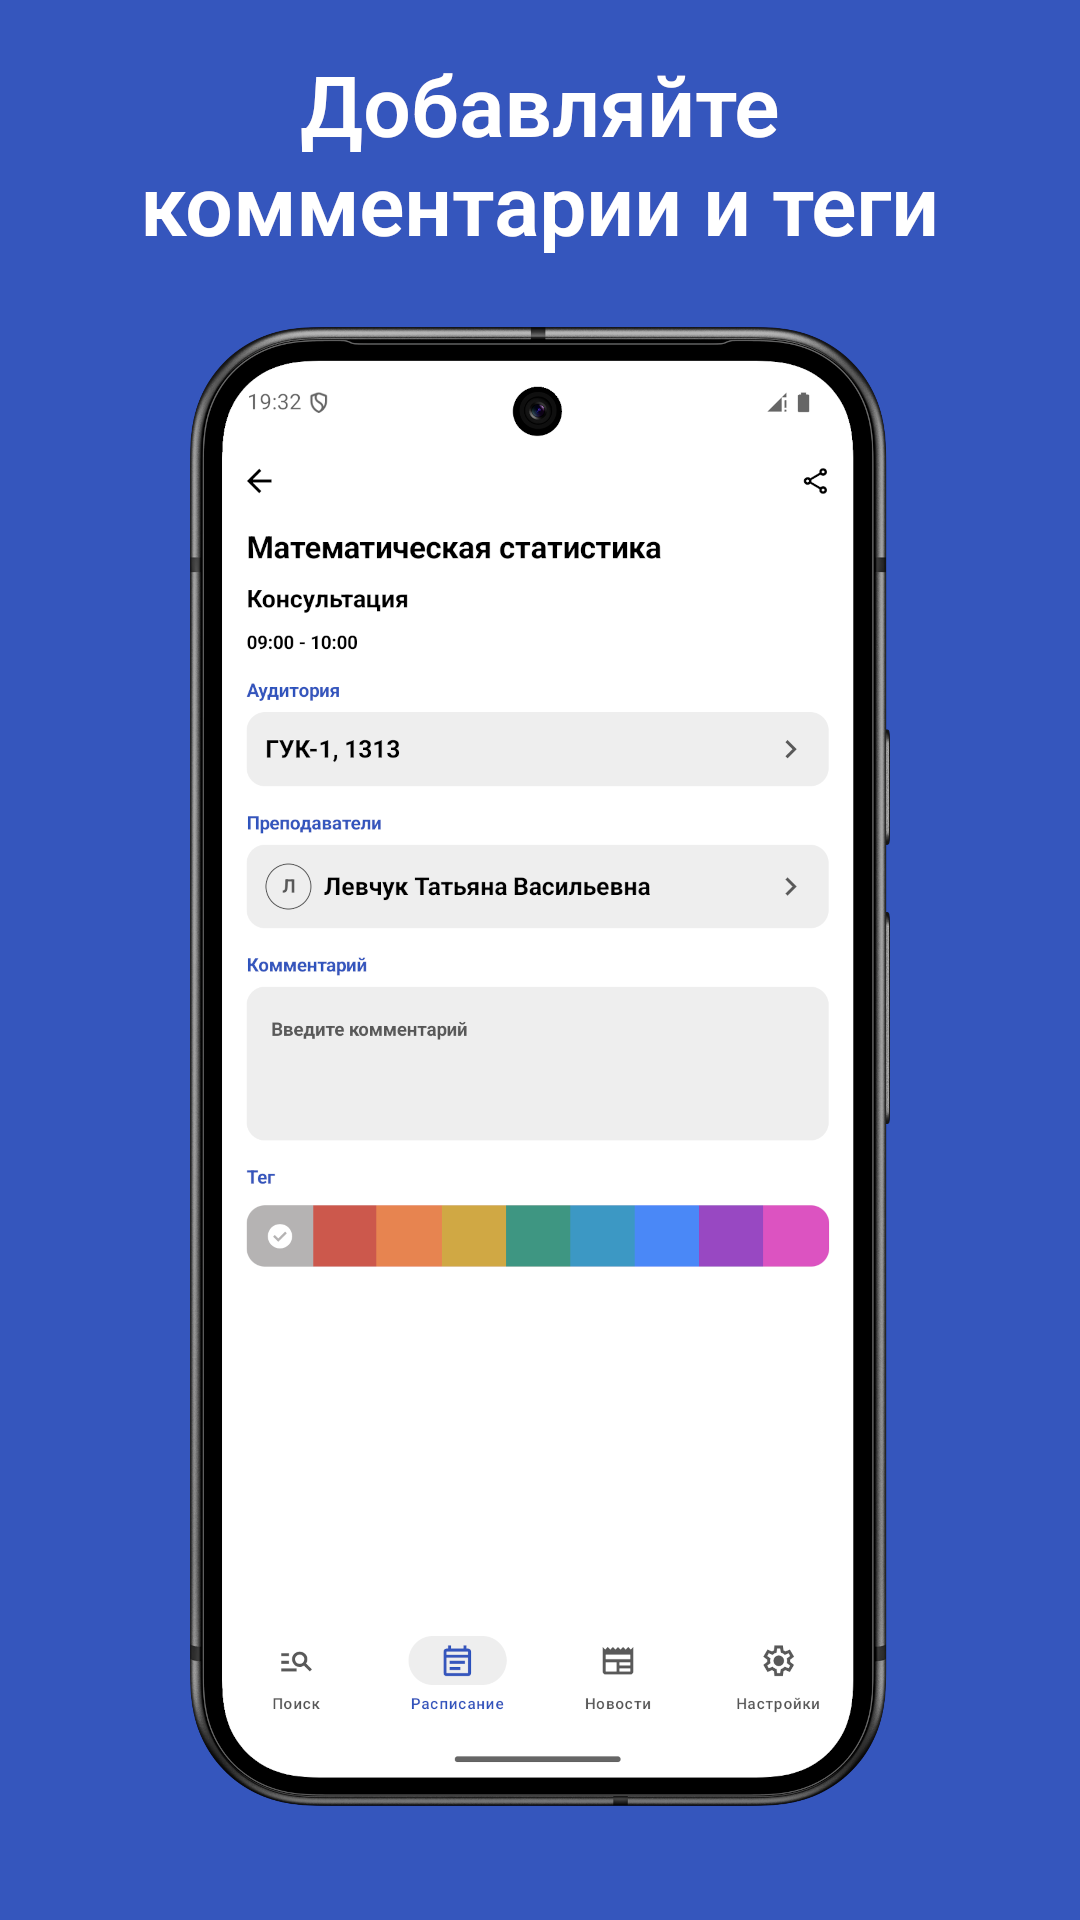 Добавляйте
комментарии и теги
19:32
Математическая статистика
Консультация
09:00 - 10:00
Аудитория
ГУК-1, 1313
Преподаватели
Л Левчук Татьяна Васильевна
Комментарий
Введите комментарий
Тег
Поиск Расписание Новости Настройки